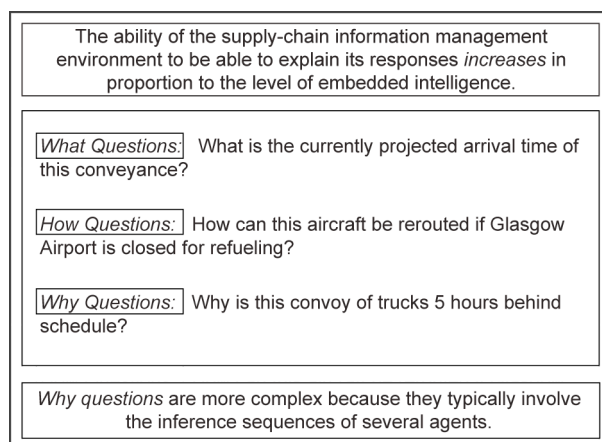 The ability of the supply-chain information management
environment to be able to explain its responses increases in
proportion to the level of embedded intelligence.
What Questions: What is the currently projected arrival time of
this conveyance?
How Questions: How can this aircraft be rerouted if Glasgow
Airport is closed for refueling?
Why Questions: Why is this convoy of trucks 5 hours behind
schedule?
Why questions are more complex because they typically involve
the inference sequences of several agents.